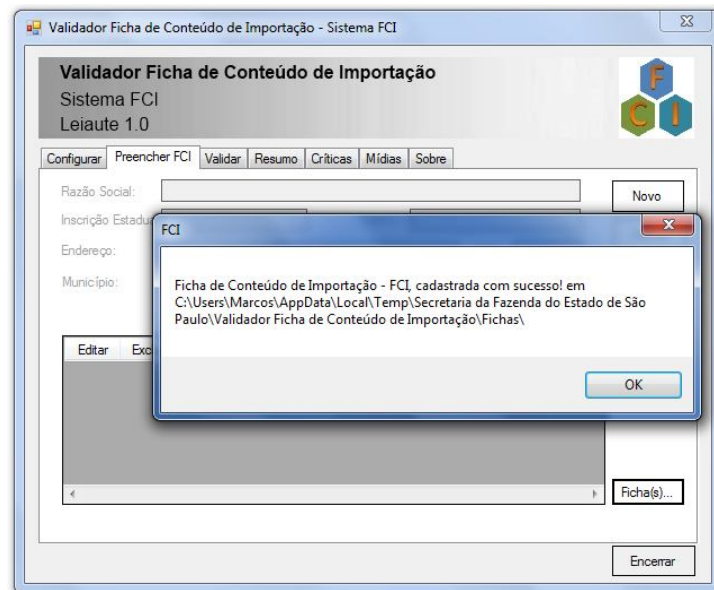 Validador Ficha de Conteúdo de Importação - Sistema FCI
Validador Ficha de Conteúdo de Importação
Sistema FCI
Leiaute 1.0
F
C I
Configurar Preencher FCI Validar Resumo Críticas Mídias Sobre
Razão Social:
Novo
Inscrição Estadu
FCI
Endereço:
Município:
Ficha de Conteúdo de Importação - FCI, cadastrada com sucesso! em
C:\Users\Marcos\AppData\Local\Temp\Secretaria da Fazenda do Estado de São
Paulo\Validador Ficha de Conteúdo de Importação\Fichas\
Editar Exc
OK
Ficha(s)...
Encerrar